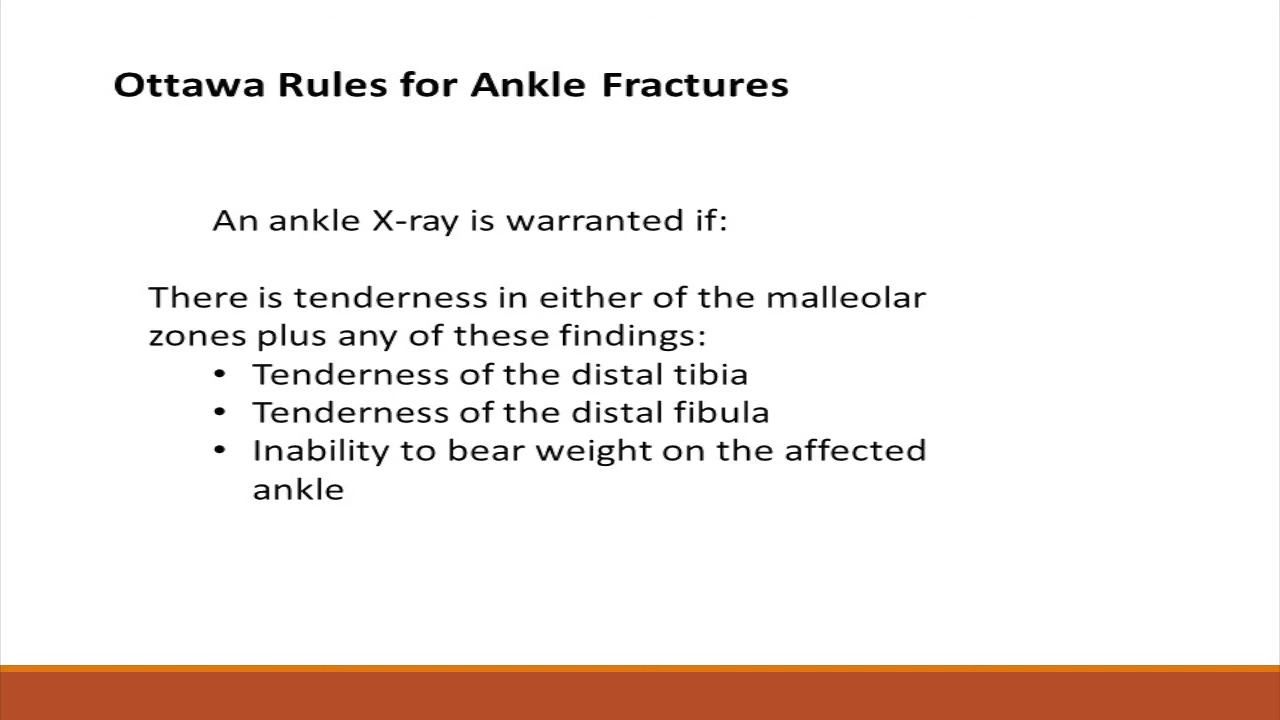 Ottawa Rules for Ankle Fractures
An ankle X-ray is warranted if:
There is tenderness in either of the malleolar
zones plus any of these findings:
• Tenderness of the distal tibia
• Tenderness of the distal fibula
• Inability to bear weight on the affected
ankle